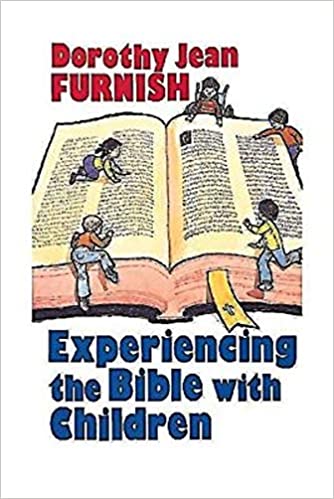 Dorothy Jean
FURNISH
Experiencing
the Bible with
Children